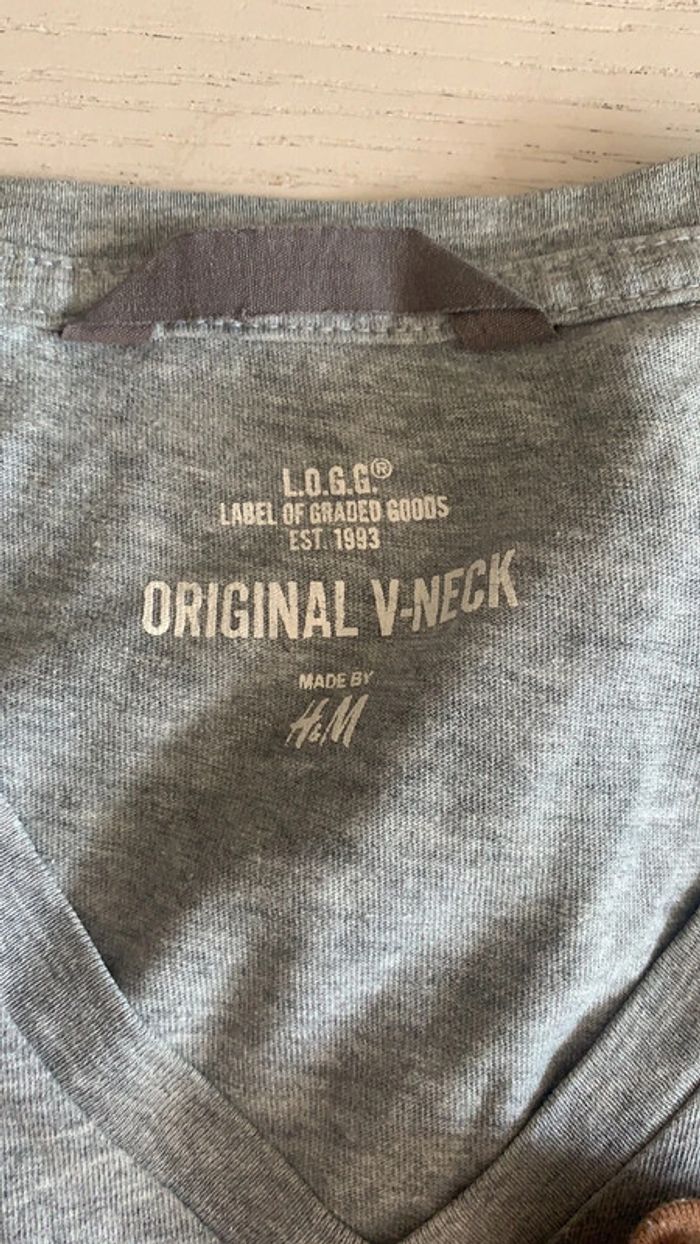 L.O.G.G.®
LABEL OF GRADED GOODS
EST. 1993
ORIGINAL V-NECK
MADE BY
H&M